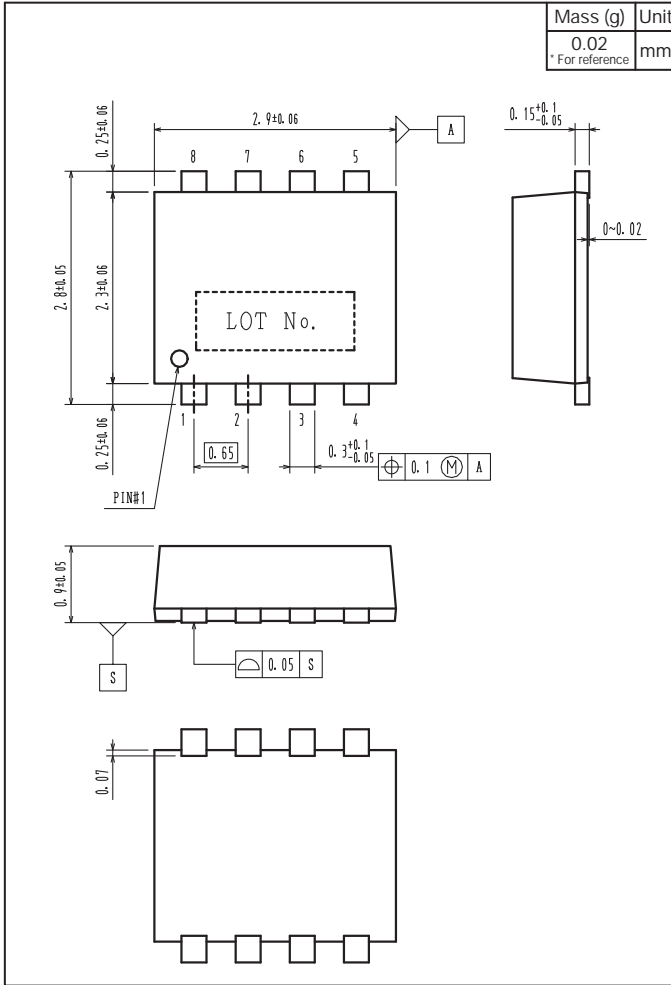 Mass (g) Unit
0.02 mm
* For reference
2.9±0.06
A
0.15+0.1 -0.05
0.25±0.06
8 7 6 5
0~0.02
2.8±0.05
2.3±0.06
LOT No.
0.25±0.06
1 2 3 4
0.65
0.3+0.1 -0.05
⌖ 0.1 Ⓜ A
PIN#1
0.9±0.05
S
⌓ 0.05 S
0.07